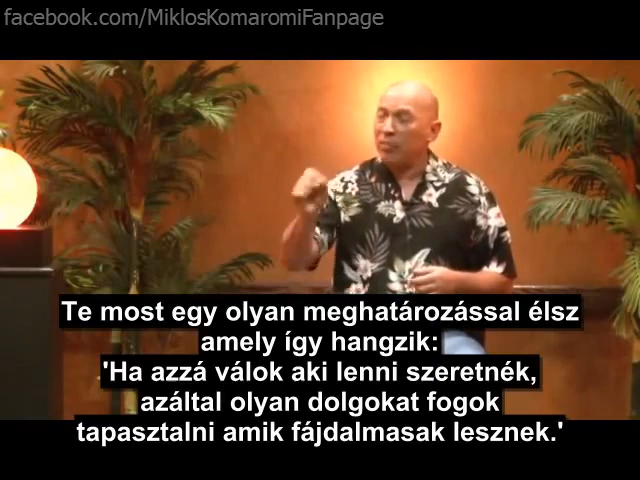 facebook.com/MiklosKomaromiFanpage
Te most egy olyan meghatározással élsz
amely így hangzik:
'Ha azzá válok aki lenni szeretnék,
azáltal olyan dolgokat fogok
tapasztalni amik fájdalmasak lesznek.'